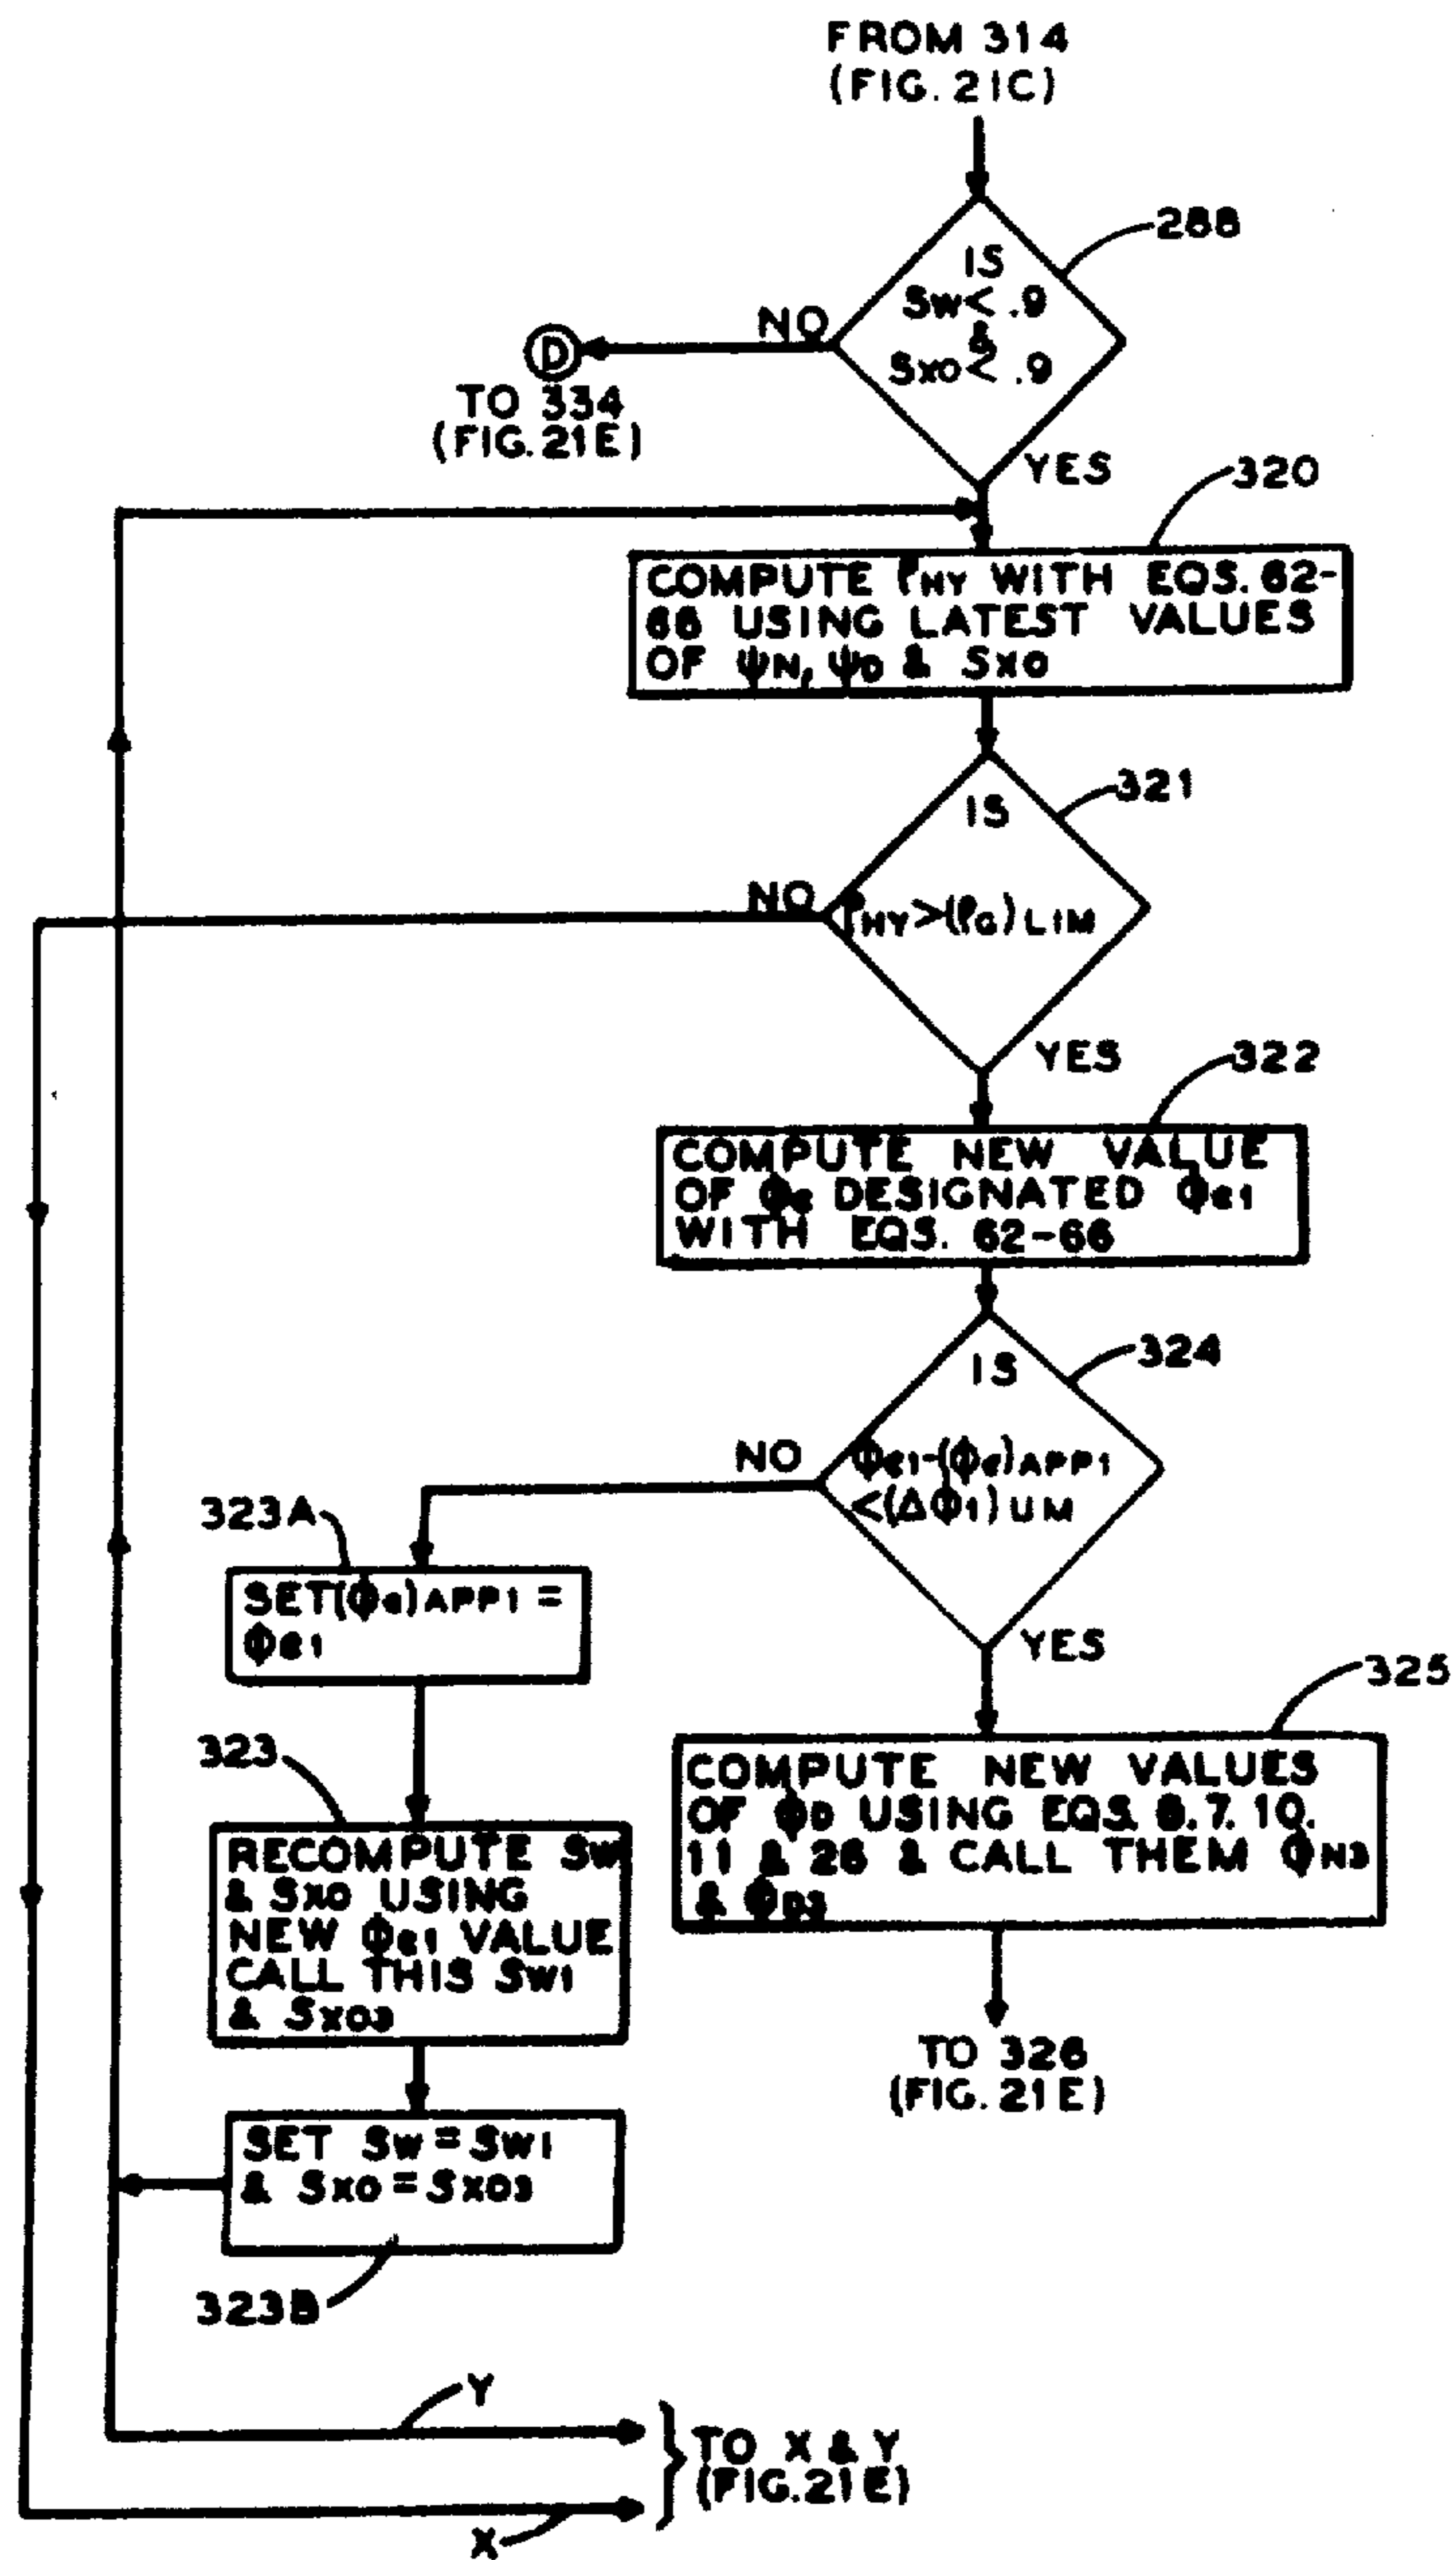 FROM 314
(FIG. 21C)
288
IS
Sw< .9
&
Sxo< .9
NO
D
TO 334
(FIG. 21E)
YES
320
COMPUTE ρHY WITH EQS. 62-
66 USING LATEST VALUES
OF ψN, ψD & SXO
321
IS
NO
ρHY>(ρG)LIM
YES
322
COMPUTE NEW VALUE
OF ϕe DESIGNATED ϕe1
WITH EQS. 62-66
324
IS
NO
ϕe1-(ϕe)APP1
<(Δϕ1)LIM
323A
SET(ϕe)APP1 =
ϕe1
YES
325
323
COMPUTE NEW VALUES
OF ϕD USING EQS. 6. 7. 10.
11 & 26 & CALL THEM ϕN3
& ϕD3
RECOMPUTE SW
& SXO USING
NEW ϕe1 VALUE
CALL THIS SW1
& SXO3
TO 326
(FIG. 21E)
SET SW = SW1
& SXO = SXO3
323B
Y
TO X & Y
(FIG. 21E)
X